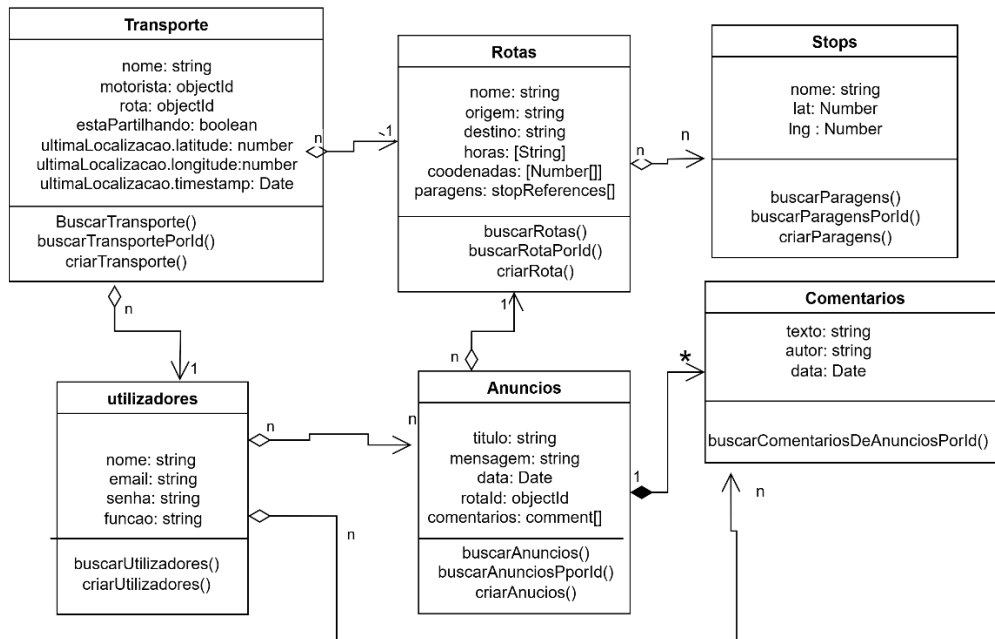 Transporte
nome: string
motorista: objectId
rota: objectId
estaPartilhando: boolean
ultimaLocalizacao.latitude: number
ultimaLocalizacao.longitude:number
ultimaLocalizacao.timestamp: Date
BuscarTransporte()
buscarTransportePorId()
criarTransporte()
n
1
Rotas
nome: string
origem: string
destino: string
horas: [String]
coodenadas: [Number[]]
paragens: stopReferences[]
buscarRotas()
buscarRotaPorId()
criarRota()
n
n
Stops
nome: string
lat: Number
lng : Number
buscarParagens()
buscarParagensPorId()
criarParagens()
n
1
utilizadores
nome: string
email: string
senha: string
funcao: string
buscarUtilizadores()
criarUtilizadores()
n
n
n
n
1
n
Anuncios
titulo: string
mensagem: string
data: Date
rotaId: objectId
comentarios: comment[]
buscarAnuncios()
buscarAnunciosPporId()
criarAnucios()
1
*
Comentarios
texto: string
autor: string
data: Date
buscarComentariosDeAnunciosPorId()